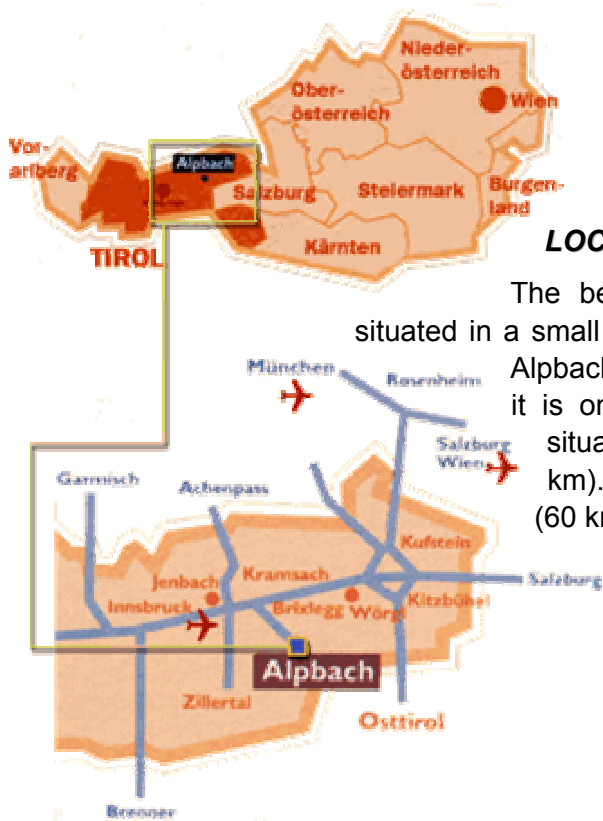 Nieder-
österreich
Ober-
österreich
Wien
Vor-
arlberg
Alpbach
Salzburg
Steiermark
Burgen-
land
TIROL
Kärnten
LOC
The be
situated in a small
Alpbach
it is on
situa
km).
(60 km
München
Rosenheim
Salzburg
Wien
Garmisch
Achenpass
Kufstein
Jenbach
Kramsach
Salzburg
Innsbruck
Brixlegg
Wörgl
Kitzbühel
Alpbach
Zillertal
Osttirol
Brenner